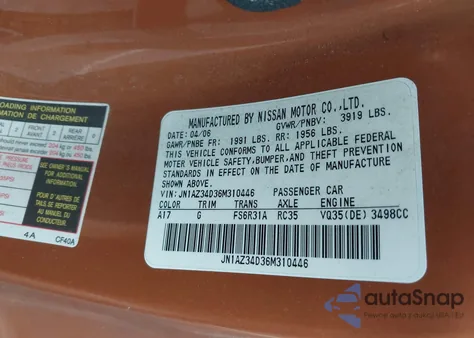 LOADING INFORMATION
RMATION DE CHARGEMENT
4A
CF40A
MANUFACTURED BY NISSAN MOTOR CO.,LTD.
DATE: 04/06 GVWR/PNBV: 3919 LBS.
GAWR/PNBE FR: 1991 LBS. RR: 1956 LBS.
THIS VEHICLE CONFORMS TO ALL APPLICABLE FEDERAL
MOTOR VEHICLE SAFETY,BUMPER,AND THEFT PREVENTION
STANDARDS IN EFFECT ON THE DATE OF MANUFACTURE
SHOWN ABOVE.
VIN: JN1AZ34D36M310446 PASSENGER CAR
COLOR TRIM TRANS AXLE ENGINE
A17 G FS6R31A RC35 VQ35(DE) 3498CC
JN1AZ34D36M310446
autoSnap